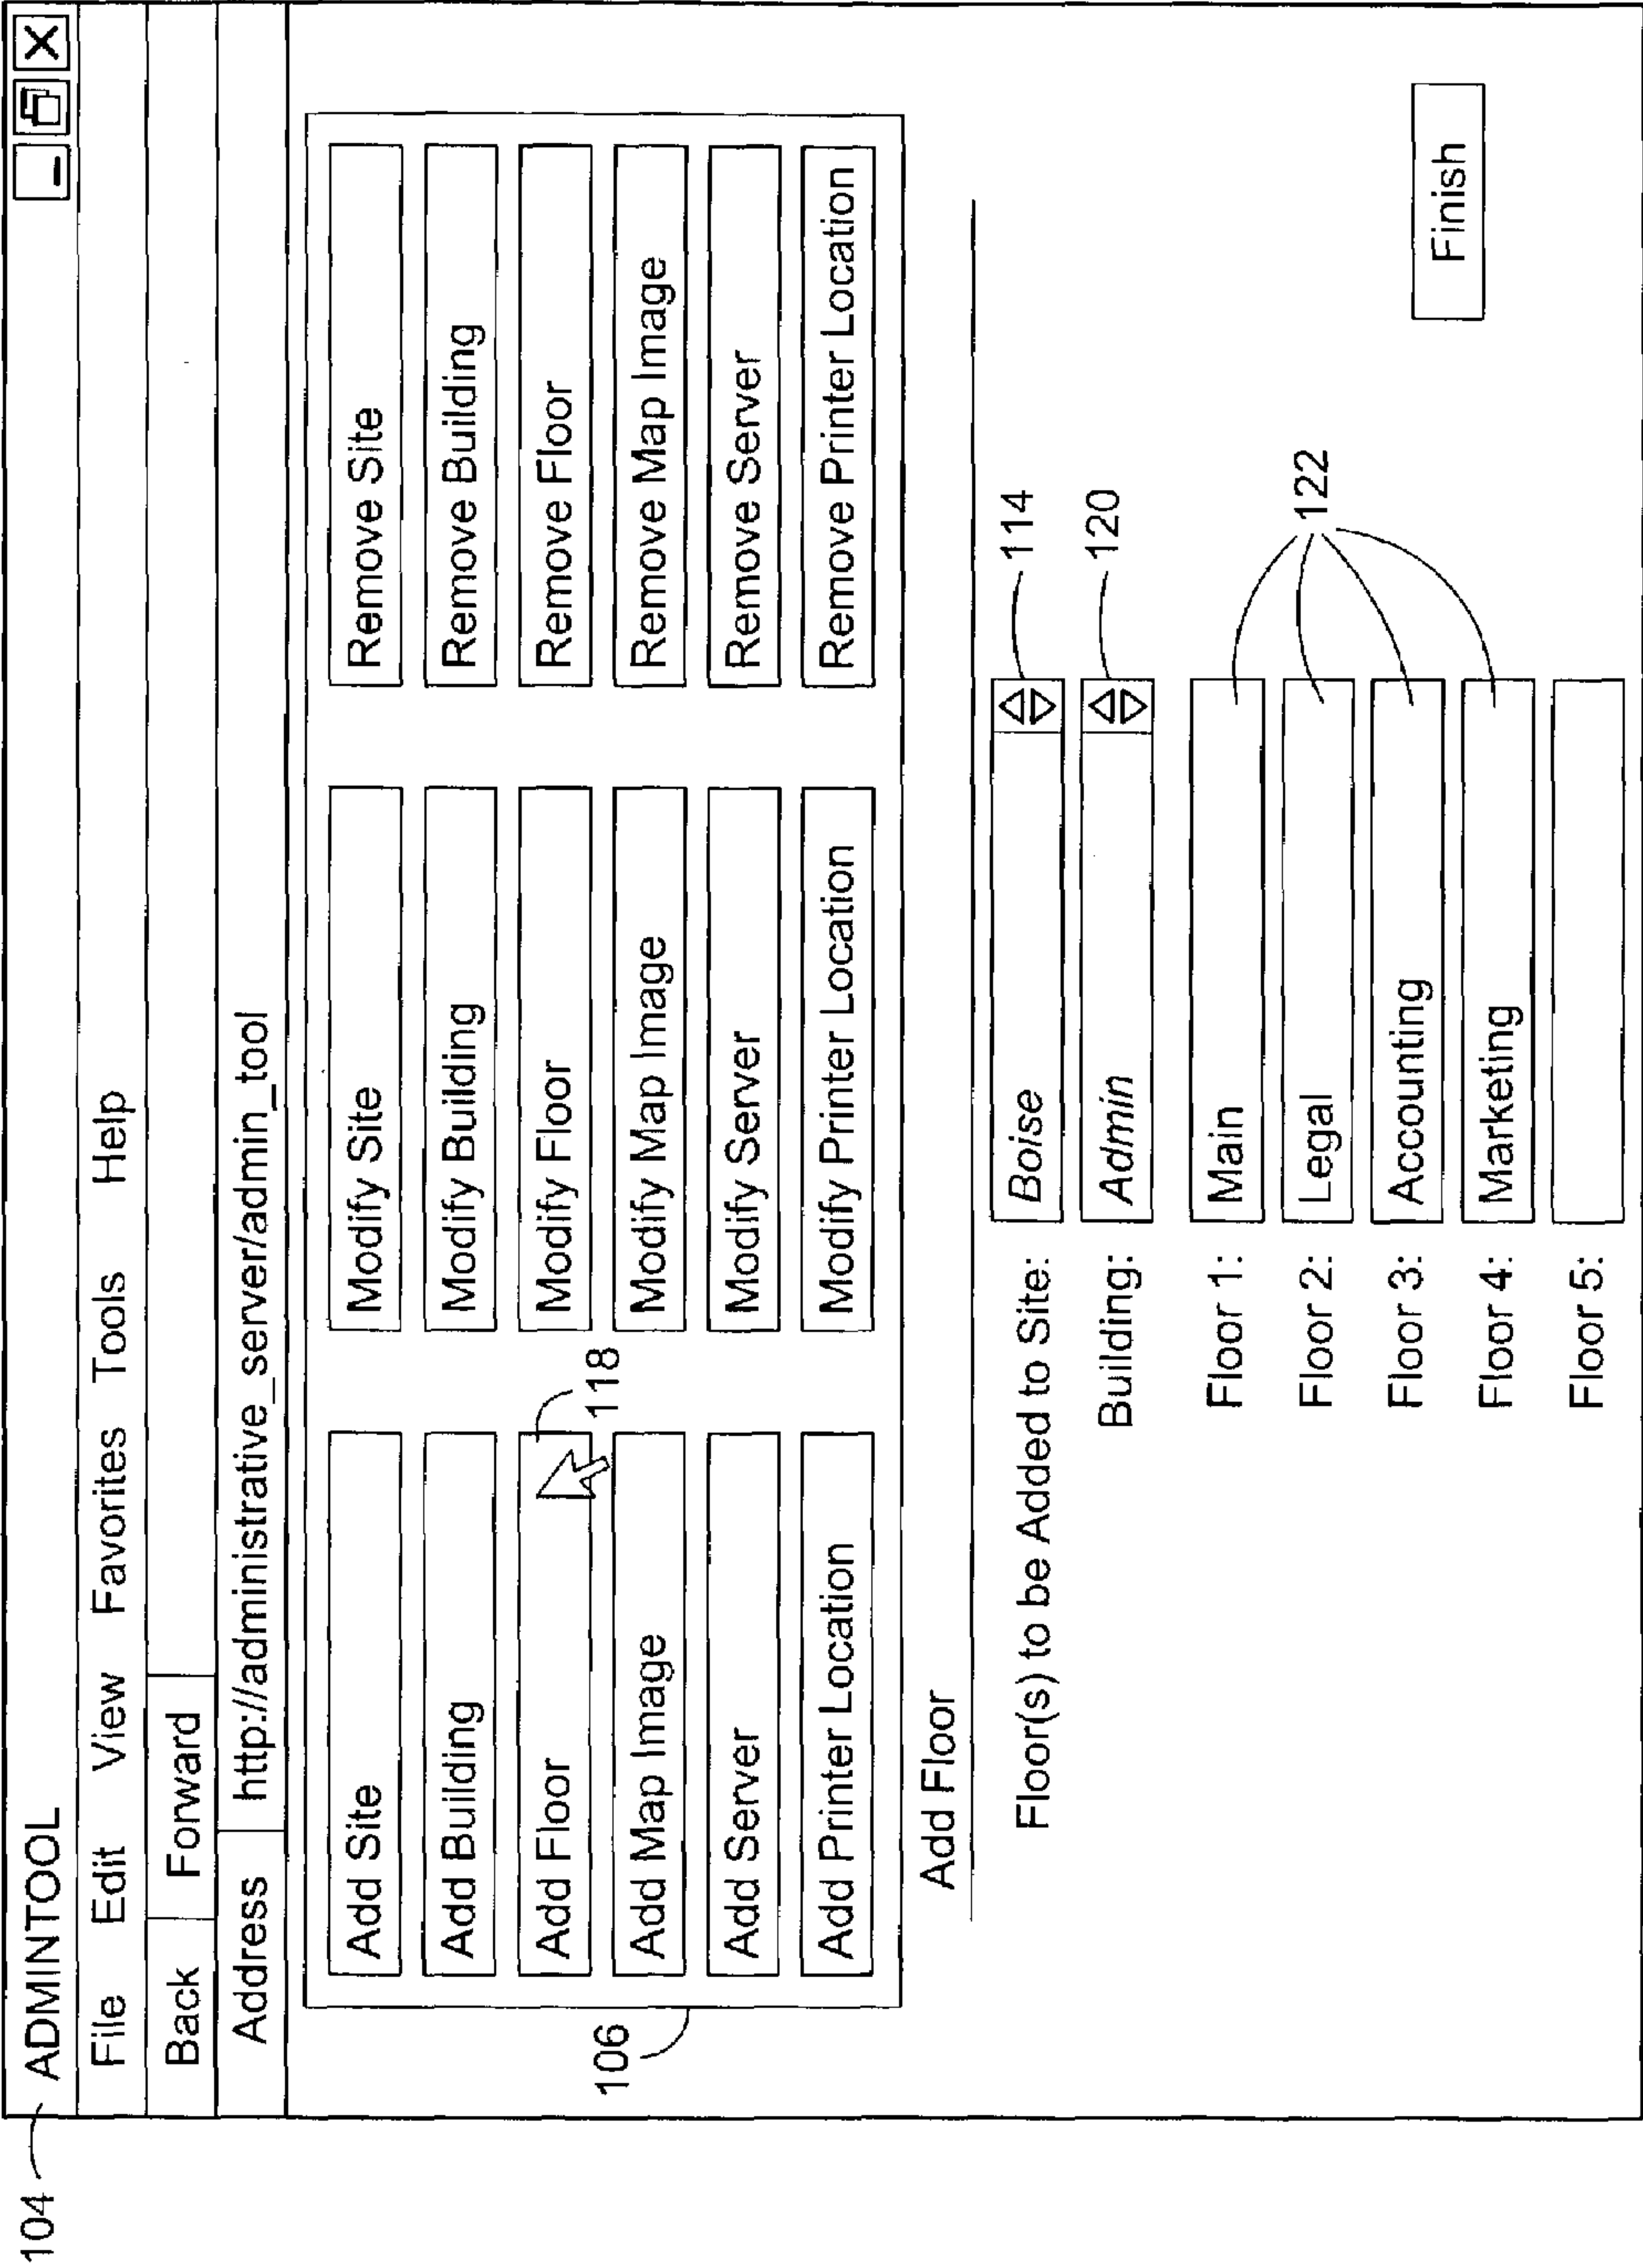 104
ADMINTOOL
File Edit View Favorites Tools Help
Back Forward
Address http://administrative_server/admin_tool
Add Site Modify Site Remove Site
Add Building Modify Building Remove Building
Add Floor Modify Floor Remove Floor
118
106
Add Map Image Modify Map Image Remove Map Image
Add Server Modify Server Remove Server
Add Printer Location Modify Printer Location Remove Printer Location
Add Floor
Floor(s) to be Added to Site: Boise 114
Building: Admin 120
Floor 1: Main
Floor 2: Legal
122
Floor 3: Accounting
Finish
Floor 4: Marketing
Floor 5: